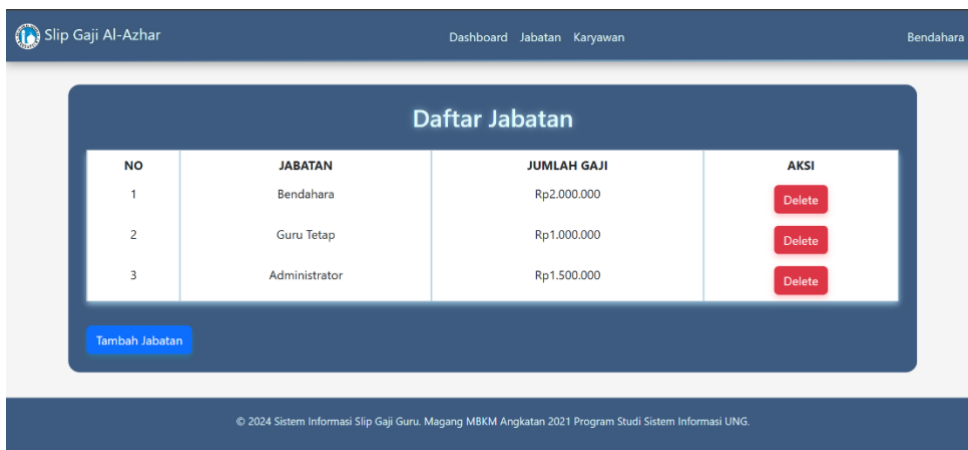 Slip Gaji Al-Azhar Dashboard Jabatan Karyawan Bendahara
Daftar Jabatan
NO JABATAN JUMLAH GAJI AKSI
1 Bendahara Rp2.000.000 Delete
2 Guru Tetap Rp1.000.000 Delete
3 Administrator Rp1.500.000 Delete
Tambah Jabatan
© 2024 Sistem Informasi Slip Gaji Guru. Magang MBKM Angkatan 2021 Program Studi Sistem Informasi UNG.